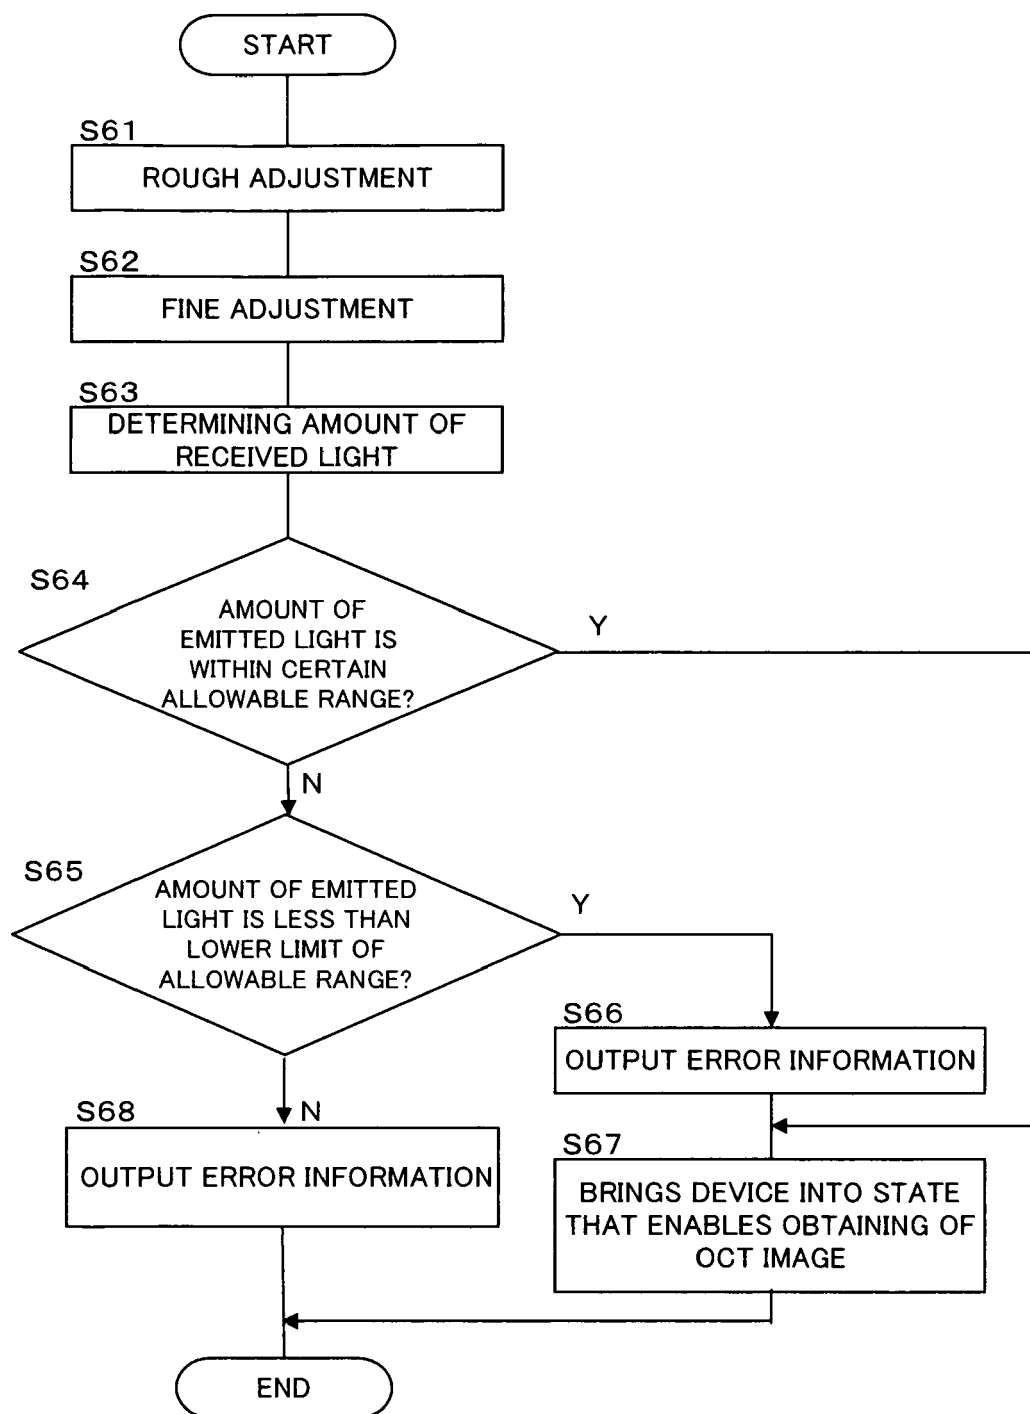 START
S61
ROUGH ADJUSTMENT
S62
FINE ADJUSTMENT
S63
DETERMINING AMOUNT OF
RECEIVED LIGHT
S64
AMOUNT OF
EMITTED LIGHT IS
WITHIN CERTAIN
ALLOWABLE RANGE?
Y
N
S65
AMOUNT OF EMITTED
LIGHT IS LESS THAN
LOWER LIMIT OF
ALLOWABLE RANGE?
Y
S66
OUTPUT ERROR INFORMATION
N
S68
OUTPUT ERROR INFORMATION
S67
BRINGS DEVICE INTO STATE
THAT ENABLES OBTAINING OF
OCT IMAGE
END